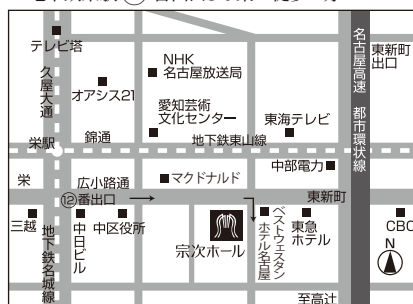 テレビ塔
久屋大通
NHK
名古屋放送局
オアシス21
愛知芸術
文化センター
東海テレビ
名古屋高速 都市環状線
東新町
出口
栄駅
錦通
地下鉄東山線
中部電力
栄
広小路通
マクドナルド
東新町
⑫番出口
三越
地下鉄名城線
中日ビル
中区役所
宗次ホール
ベストウェスタン
ホテル名古屋
東急
ホテル
CBC
N
至高辻